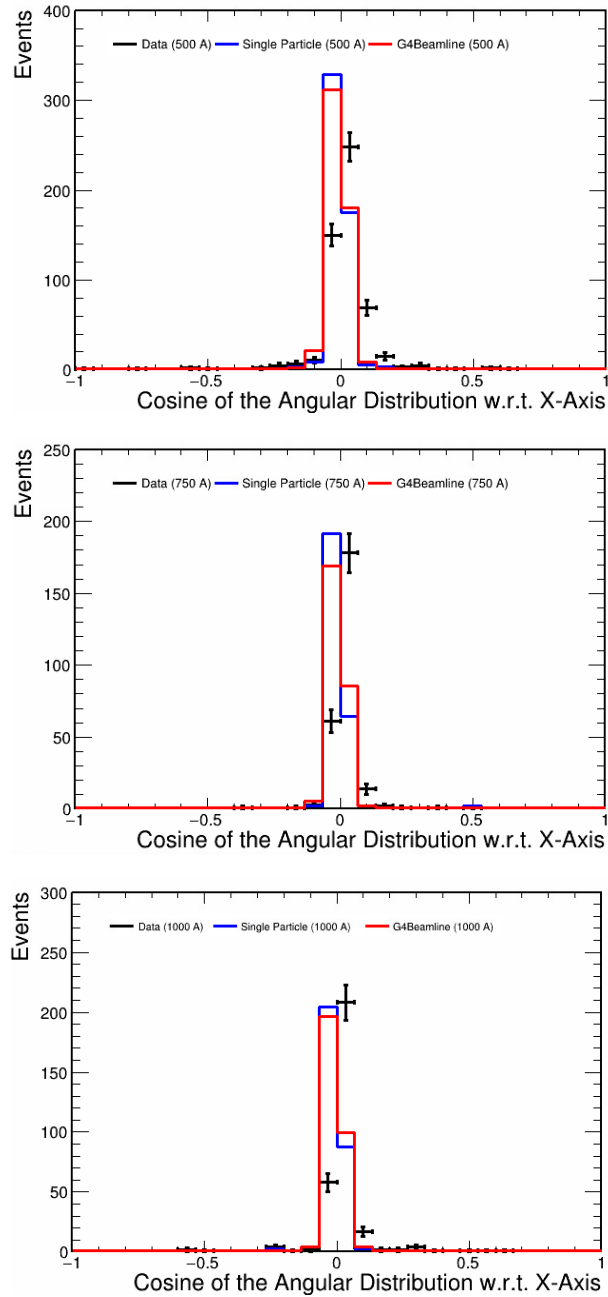 Events
400
Data (500 A) Single Particle (500 A) G4Beamline (500 A)
300
200
100
0
−1 −0.5 0 0.5 1
Cosine of the Angular Distribution w.r.t. X-Axis
Events
250
Data (750 A) Single Particle (750 A) G4Beamline (750 A)
200
150
100
50
0
−1 −0.5 0 0.5 1
Cosine of the Angular Distribution w.r.t. X-Axis
Events
300
Data (1000 A) Single Particle (1000 A) G4Beamline (1000 A)
250
200
150
100
50
0
−1 −0.5 0 0.5 1
Cosine of the Angular Distribution w.r.t. X-Axis